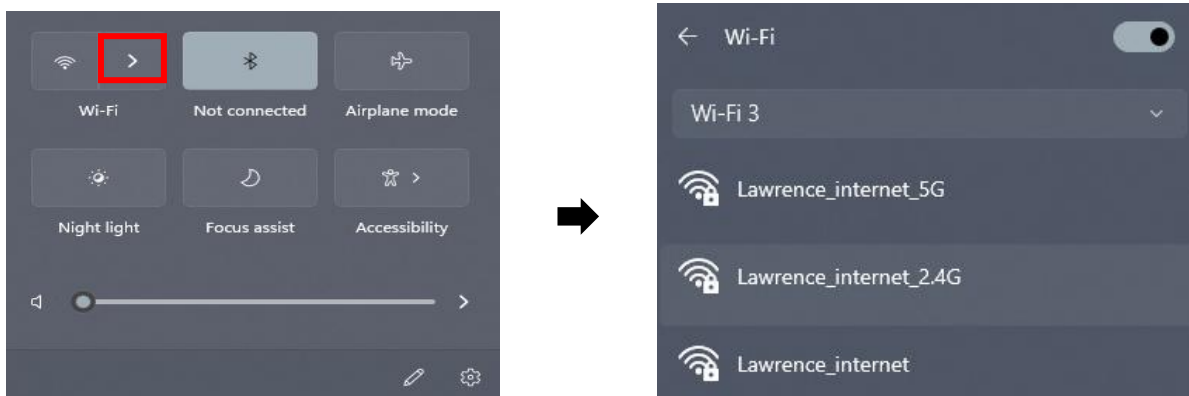 Wi-Fi
Not connected
Airplane mode
Night light
Focus assist
Accessibility
Wi-Fi
Wi-Fi 3
Lawrence_internet_5G
Lawrence_internet_2.4G
Lawrence_internet